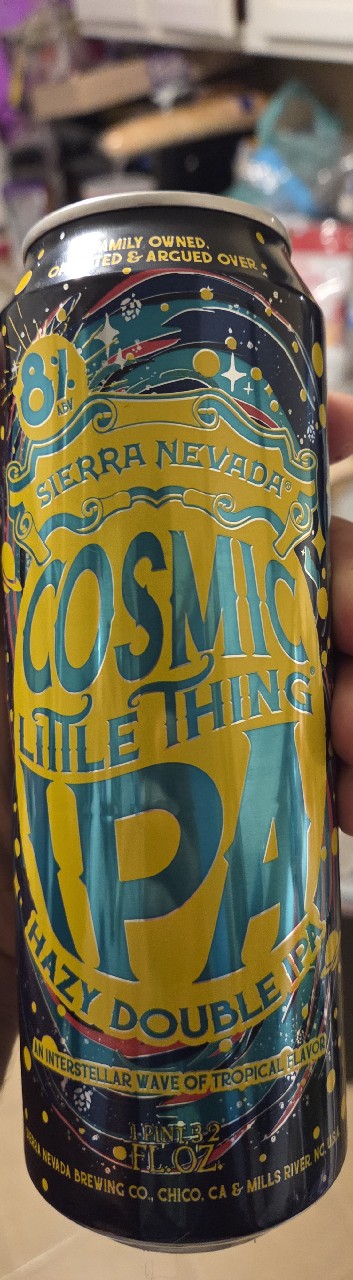 FAMILY OWNED,
OPERATED & ARGUED OVER
8%
ABV
SIERRA NEVADA®
COSMIC
LITTLE THING®
IPA
HAZY DOUBLE IPA
AN INTERSTELLAR WAVE OF TROPICAL FLAVOR
1 PINT 3.2
FL.OZ.
SIERRA NEVADA BREWING CO., CHICO, CA & MILLS RIVER, NC, U.S.A.